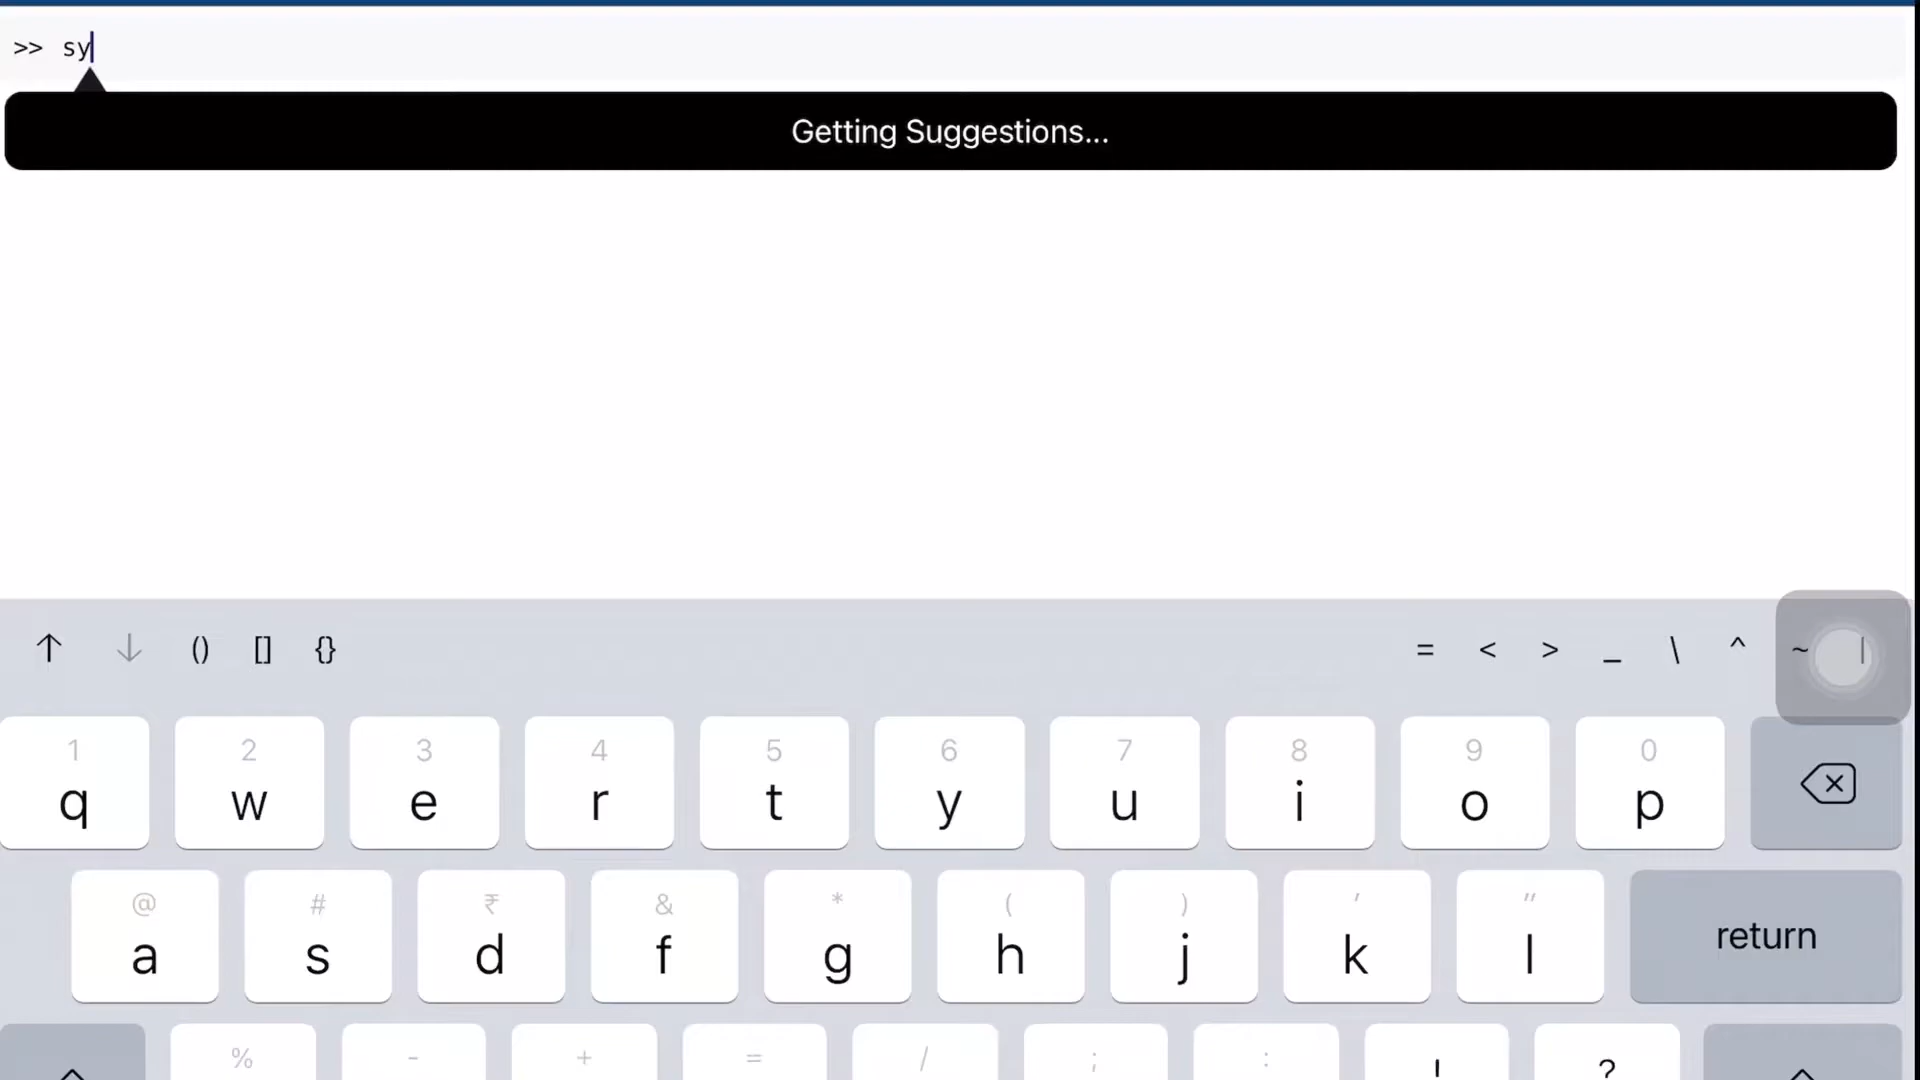 >> sy
Getting Suggestions...
↑ ↓ () [] {} = < > _ \ ^ ~ |
1 2 3 4 5 6 7 8 9 0
q w e r t y u i o p
@ # ₹ & * ( ) ' "
a s d f g h j k l return
% - + = / ; : ! ?